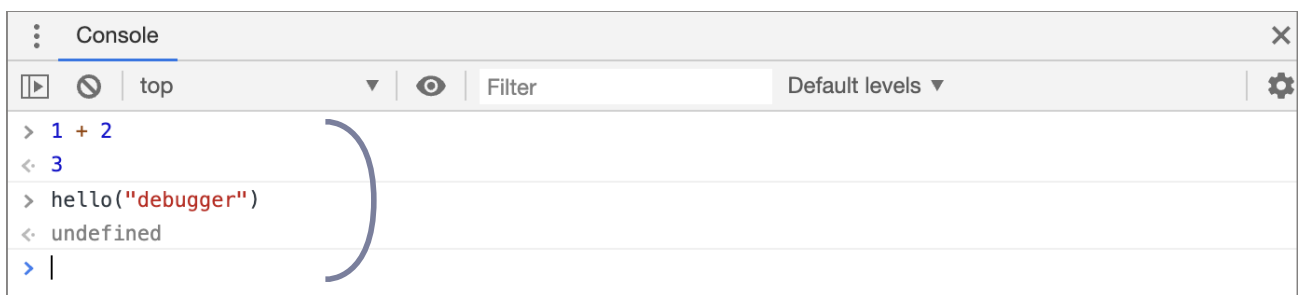 Console
top Filter Default levels
> 1 + 2
3
> hello("debugger")
undefined
>